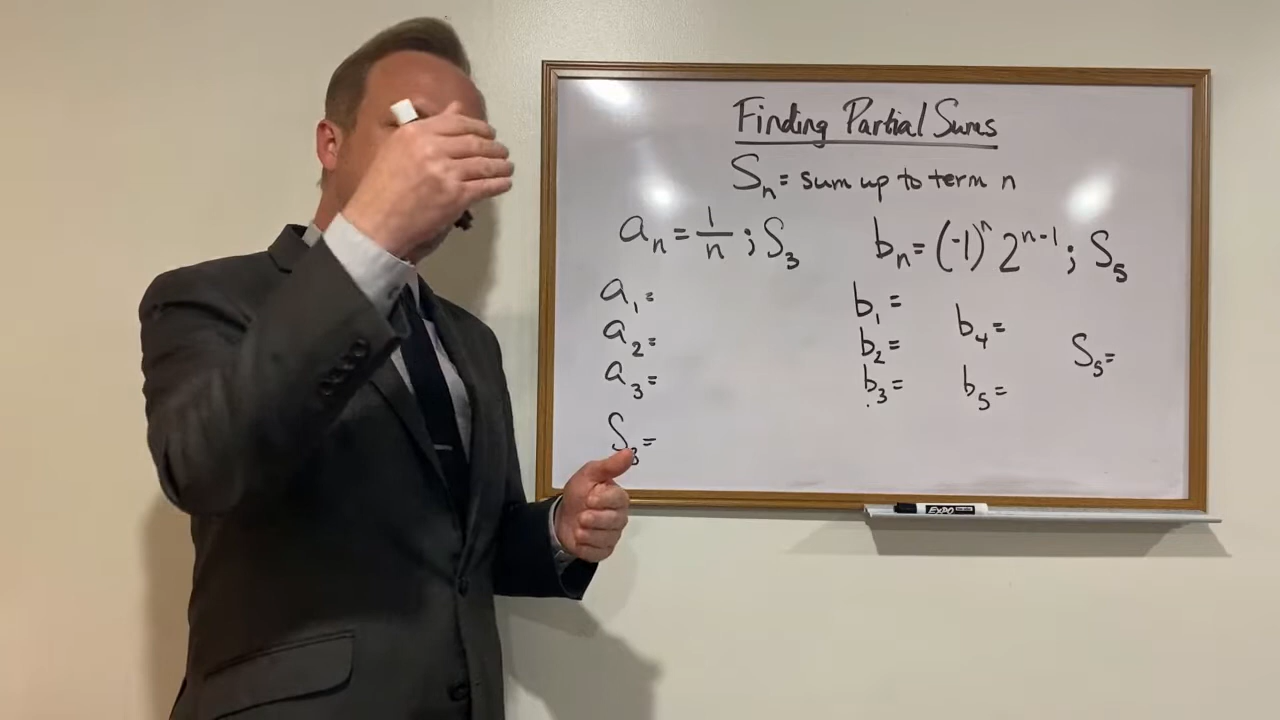 Finding Partial Sums
Sₙ = sum up to term n
aₙ = 1/n ; S₃
a₁ =
a₂ =
a₃ =
S₃ =
bₙ = (-1)ⁿ 2ⁿ⁻¹ ; S₅
b₁ =
b₂ =
b₃ =
b₄ =
b₅ =
S₅ =
EXPO